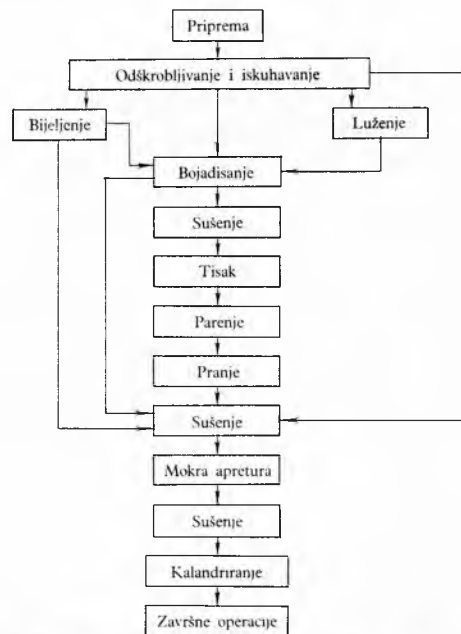 Priprema
Odškrobljivanje i iskuhavanje
Bijeljenje
Luženje
Bojadisanje
Sušenje
Tisak
Parenje
Pranje
Sušenje
Mokra apretura
Sušenje
Kalandriranje
Završne operacije